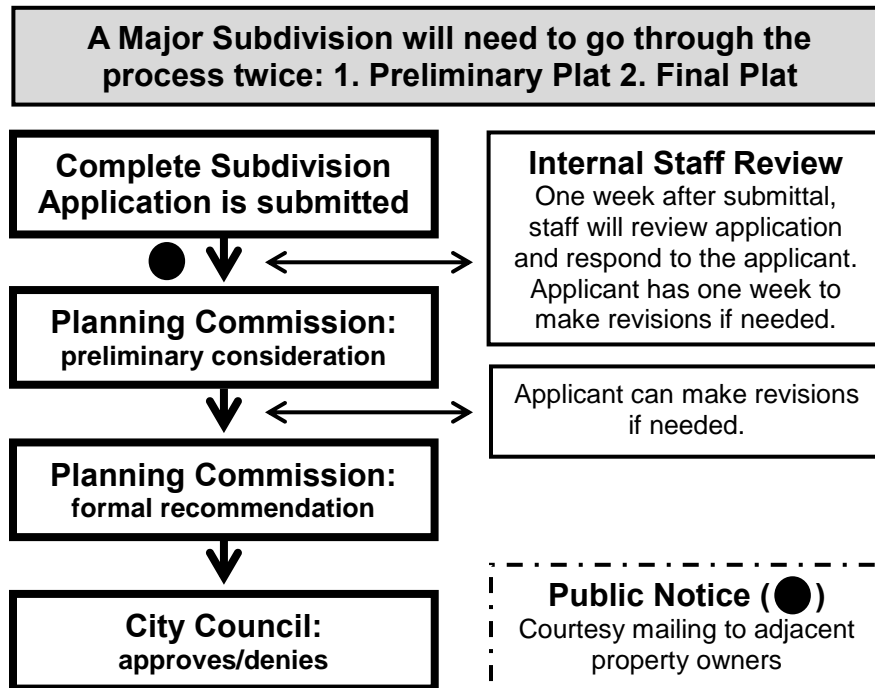 A Major Subdivision will need to go through the
process twice: 1. Preliminary Plat 2. Final Plat
Complete Subdivision
Application is submitted
Internal Staff Review
One week after submittal,
staff will review application
and respond to the applicant.
Applicant has one week to
make revisions if needed.
Planning Commission:
preliminary consideration
Applicant can make revisions
if needed.
Planning Commission:
formal recommendation
City Council:
approves/denies
Public Notice (●)
Courtesy mailing to adjacent
property owners